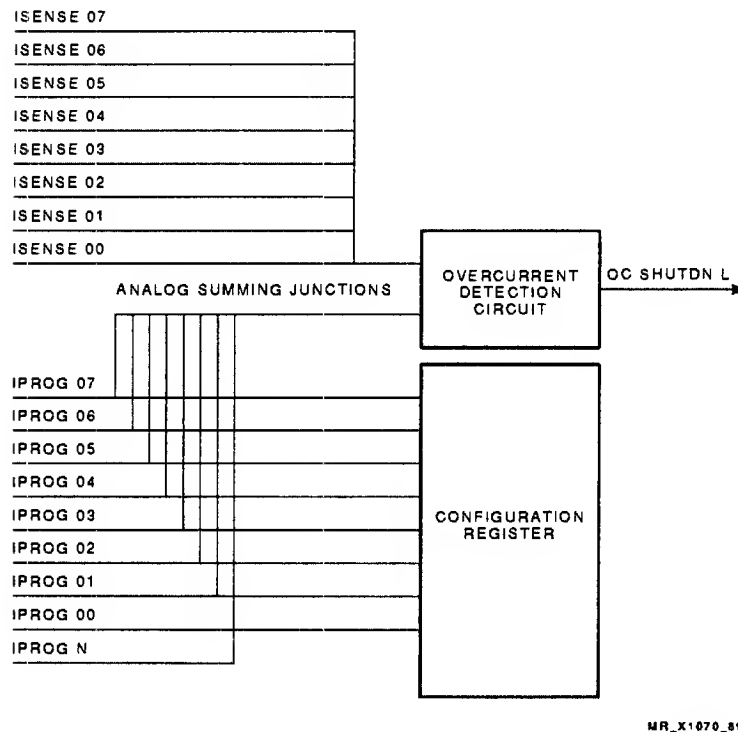 ISENSE 07
ISENSE 06
ISENSE 05
ISENSE 04
ISENSE 03
ISENSE 02
ISENSE 01
ISENSE 00
ANALOG SUMMING JUNCTIONS
OVERCURRENT
DETECTION
CIRCUIT
OC SHUTDN L
IPROG 07
IPROG 06
IPROG 05
IPROG 04
IPROG 03
IPROG 02
IPROG 01
IPROG 00
IPROG N
CONFIGURATION
REGISTER